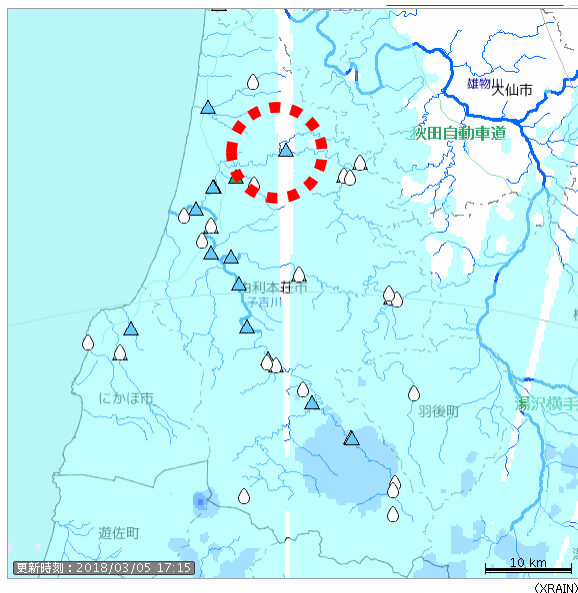 雄物川
大仙市
秋田自動車道
由利本荘市
子吉川
にかほ市
羽後町
湯沢横手
遊佐町
更新時刻：2018/03/05 17:15
10 km
(XRAIN)